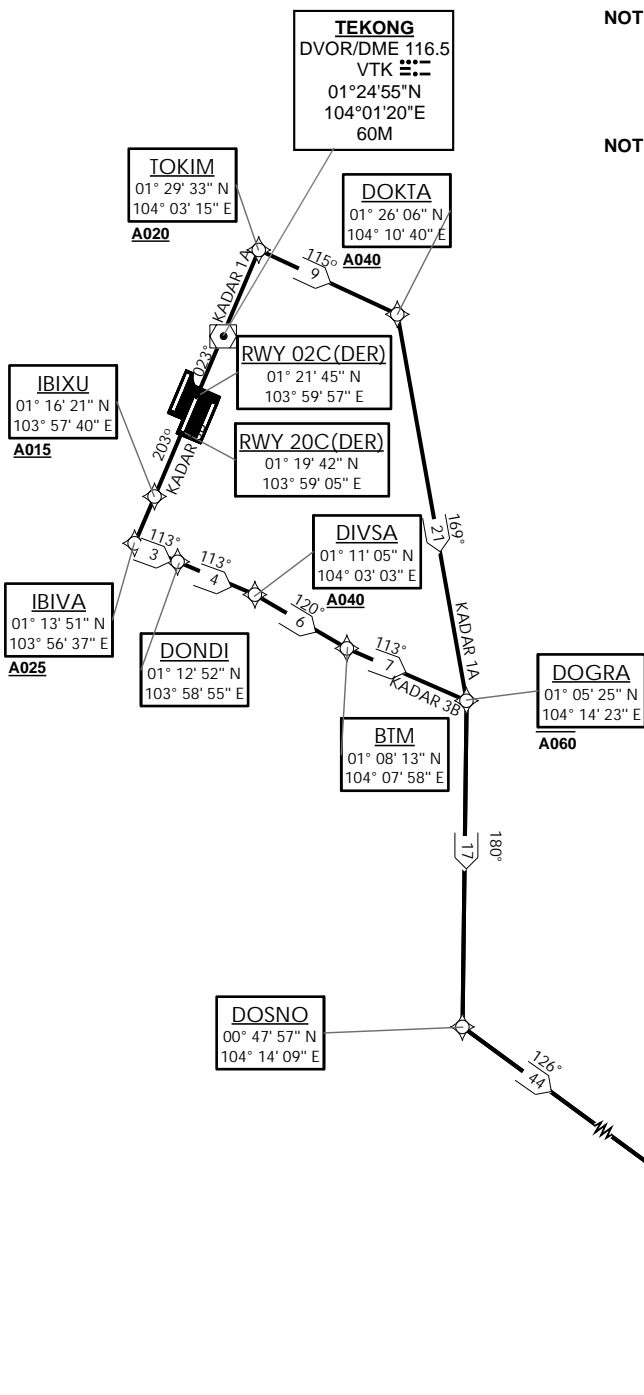 NOT
TEKONG
DVOR/DME 116.5
VTK
01°24'55"N
104°01'20"E
60M
NOT
TOKIM
01° 29' 33" N
104° 03' 15" E
A020
DOKTA
01° 26' 06" N
104° 10' 40" E
A040
115°
9
KADAR 1A
023°
RWY 02C(DER)
01° 21' 45" N
103° 59' 57" E
IBIXU
01° 16' 21" N
103° 57' 40" E
A015
203°
RWY 20C(DER)
01° 19' 42" N
103° 59' 05" E
169°
21
113°
3
113°
4
DIVSA
01° 11' 05" N
104° 03' 03" E
A040
IBIVA
01° 13' 51" N
103° 56' 37" E
A025
120°
6
KADAR 1A
DONDI
01° 12' 52" N
103° 58' 55" E
113°
7
KADAR 3B
DOGRA
01° 05' 25" N
104° 14' 23" E
A060
BTM
01° 08' 13" N
104° 07' 58" E
180°
17
DOSNO
00° 47' 57" N
104° 14' 09" E
126°
44